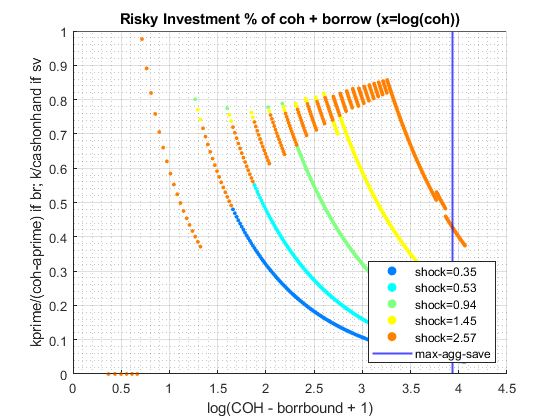 Risky Investment % of coh + borrow (x=log(coh))
kprime/(coh-aprime) if br; k/cashonhand if sv
1
0.9
0.8
0.7
0.6
0.5
0.4
0.3
0.2
0.1
0
0 0.5 1 1.5 2 2.5 3 3.5 4 4.5
log(COH - borrbound + 1)
shock=0.35
shock=0.53
shock=0.94
shock=1.45
shock=2.57
max-agg-save